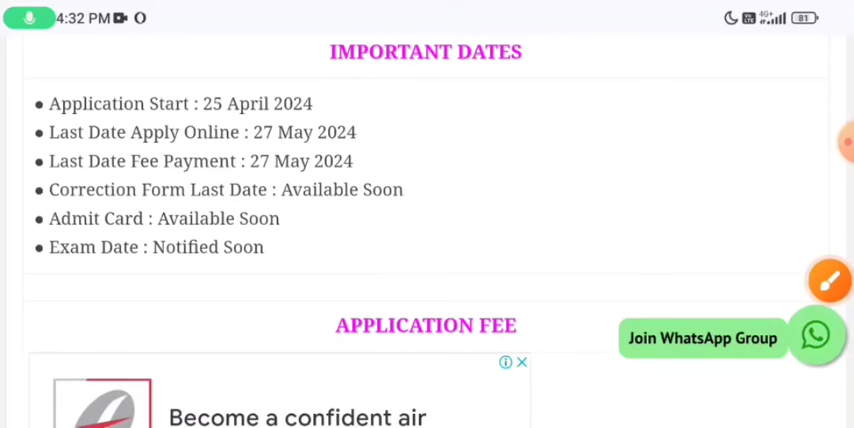 4:32 PM
4G+
81
IMPORTANT DATES
● Application Start : 25 April 2024
● Last Date Apply Online : 27 May 2024
● Last Date Fee Payment : 27 May 2024
● Correction Form Last Date : Available Soon
● Admit Card : Available Soon
● Exam Date : Notified Soon
APPLICATION FEE
Join WhatsApp Group
Become a confident air